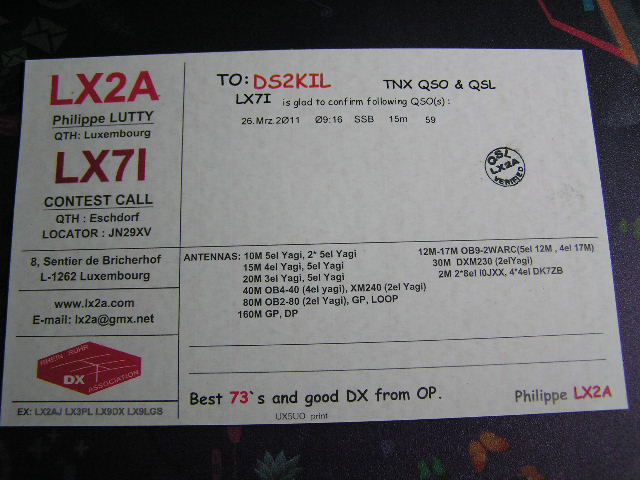 LX2A
Philippe LUTTY
QTH: Luxembourg
LX7I
CONTEST CALL
QTH : Eschdorf
LOCATOR : JN29XV
8, Sentier de Bricherhof
L-1262 Luxembourg
www.lx2a.com
E-mail: lx2a@gmx.net
RHEIN RUHR
DX
ASSOCIATION
EX: LX2AJ LX3PL LX9DX LX9LGS
TO: DS2KIL TNX QSO & QSL
LX7I is glad to confirm following QSO(s) :
26.Mrz.2Ø11 Ø9:16 SSB 15m 59
QSL
LX2A
VERIFIED
ANTENNAS: 10M 5el Yagi, 2* 5el Yagi
15M 4el Yagi, 5el Yagi
20M 3el Yagi, 5el Yagi
40M OB4-40 (4el yagi), XM240 (2el Yagi)
80M OB2-80 (2el Yagi), GP, LOOP
160M GP, DP
12M-17M OB9-2WARC(5el 12M , 4el 17M)
30M DXM230 (2elYagi)
2M 2*8el I0JXX, 4*4el DK7ZB
Best 73`s and good DX from OP.
Philippe LX2A
UX5UO print